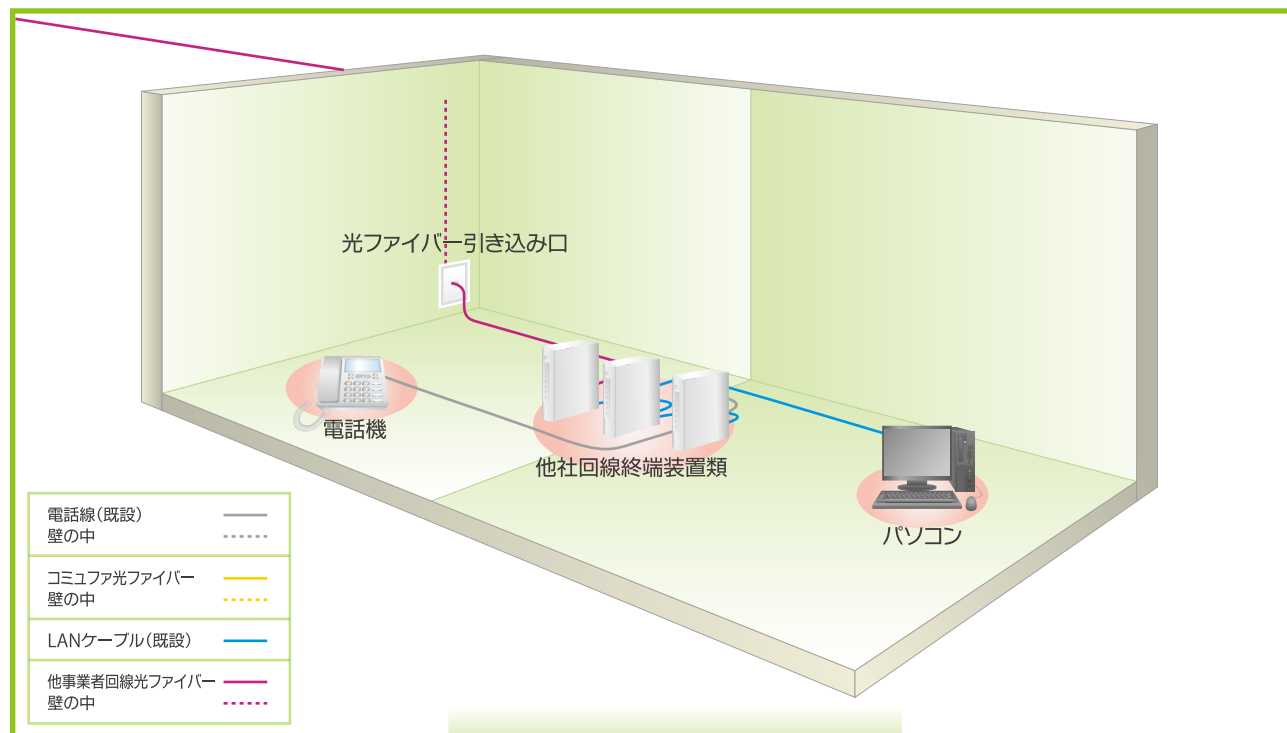 光ファイバー引き込み口
電話機
他社回線終端装置類
パソコン
電話線(既設)
壁の中
コミュファ光ファイバー
壁の中
LANケーブル(既設)
他事業者回線光ファイバー
壁の中